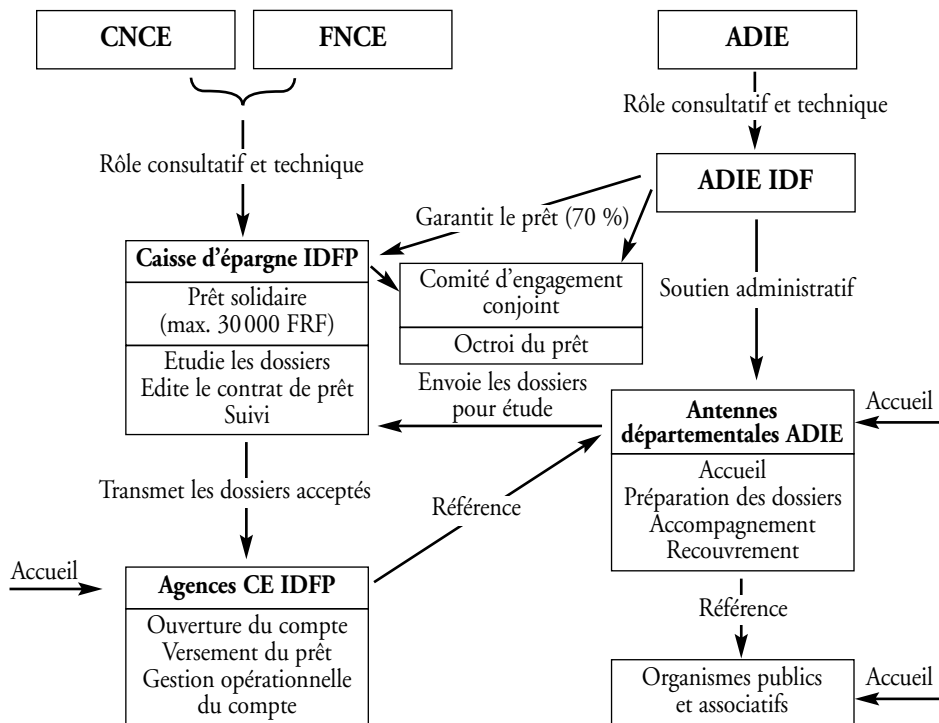 CNCE
FNCE
ADIE
Rôle consultatif et technique
Rôle consultatif et technique
ADIE IDF
Garantit le prêt (70 %)
Caisse d'épargne IDFP
Prêt solidaire
(max. 30 000 FRF)
Etudie les dossiers
Edite le contrat de prêt
Suivi
Comité d'engagement
conjoint
Octroi du prêt
Soutien administratif
Envoie les dossiers
pour étude
Antennes
départementales ADIE
Accueil
Préparation des dossiers
Accompagnement
Recouvrement
Accueil
Transmet les dossiers acceptés
Référence
Accueil
Agences CE IDFP
Ouverture du compte
Versement du prêt
Gestion opérationnelle
du compte
Référence
Organismes publics
et associatifs
Accueil